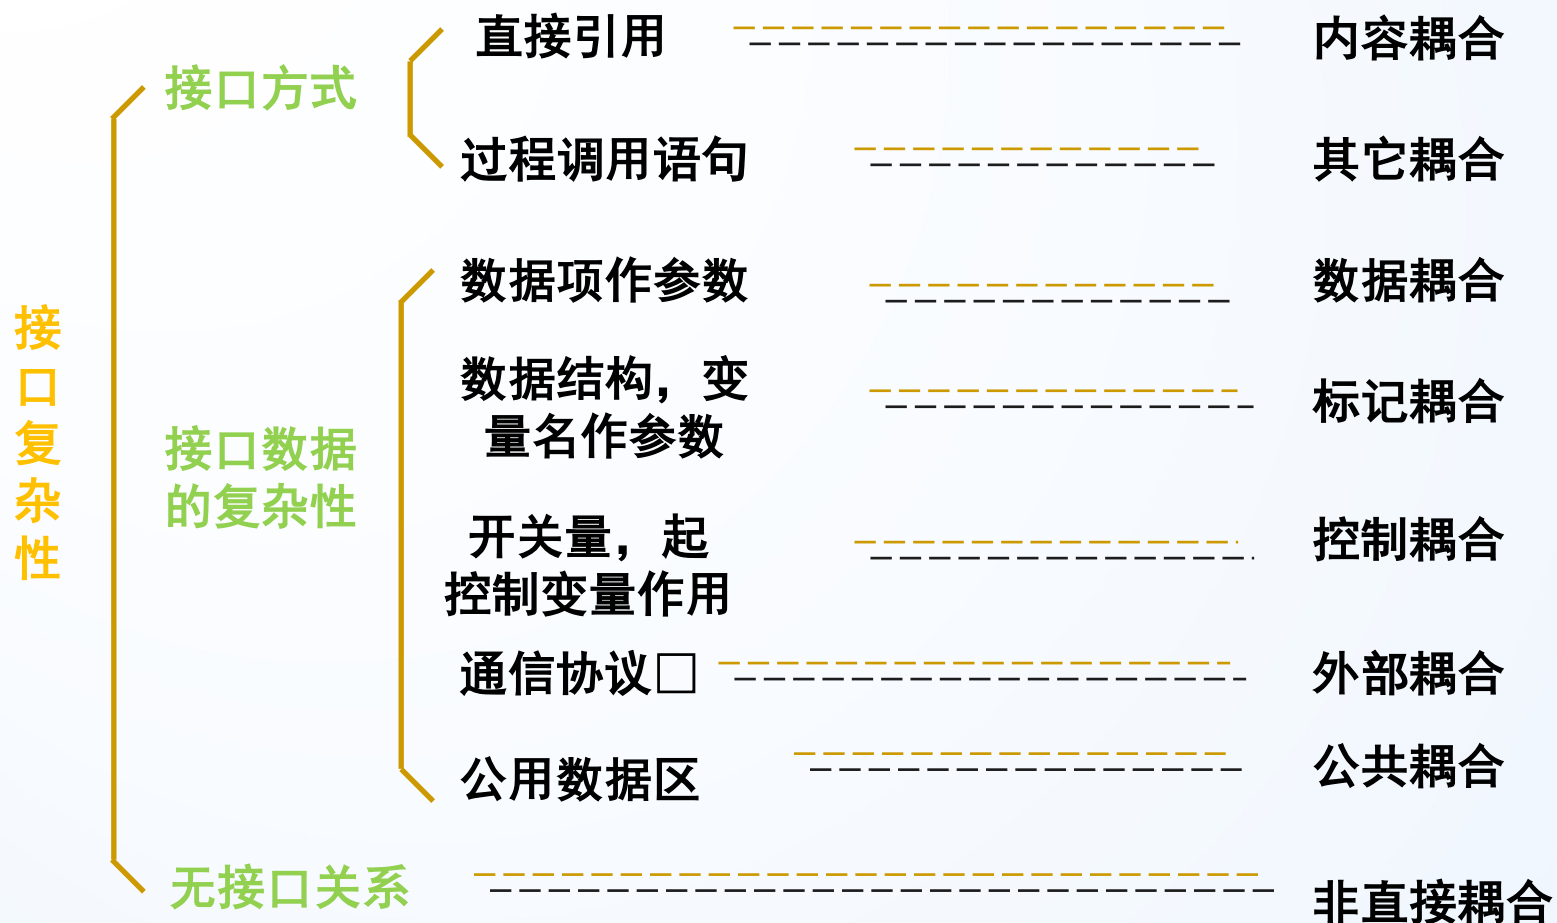 接口复杂性
接口方式
直接引用
内容耦合
过程调用语句
其它耦合
接口数据
的复杂性
数据项作参数
数据耦合
数据结构，变
量名作参数
标记耦合
开关量，起
控制变量作用
控制耦合
通信协议□
外部耦合
公用数据区
公共耦合
无接口关系
非直接耦合